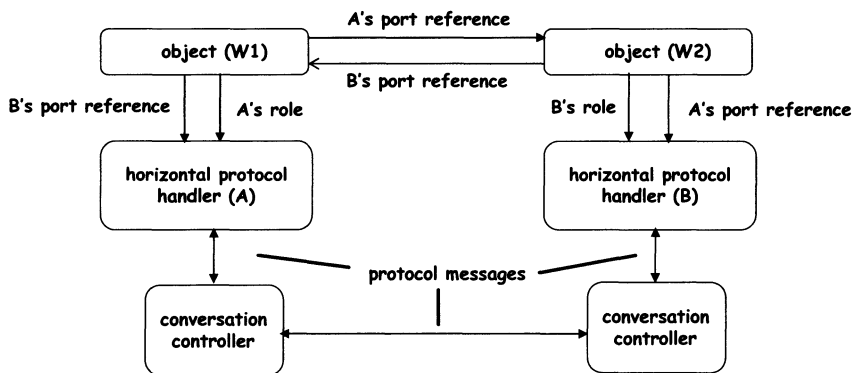 A's port reference
object (W1)
object (W2)
B's port reference
B's port reference
A's role
B's role
A's port reference
horizontal protocol
handler (A)
horizontal protocol
handler (B)
protocol messages
conversation
controller
conversation
controller